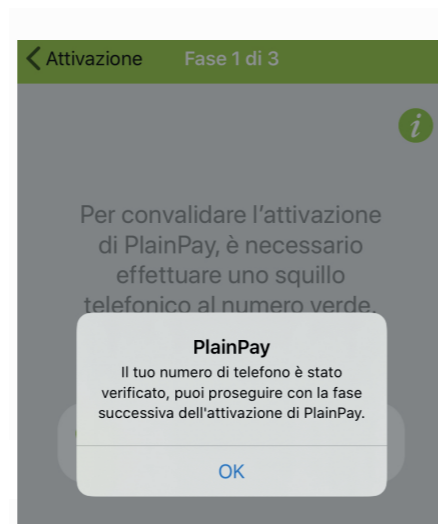 Attivazione Fase 1 di 3
i
Per convalidare l'attivazione
di PlainPay, è necessario
effettuare uno squillo
telefonico al numero verde.
PlainPay
Il tuo numero di telefono è stato
verificato, puoi proseguire con la fase
successiva dell'attivazione di PlainPay.
OK